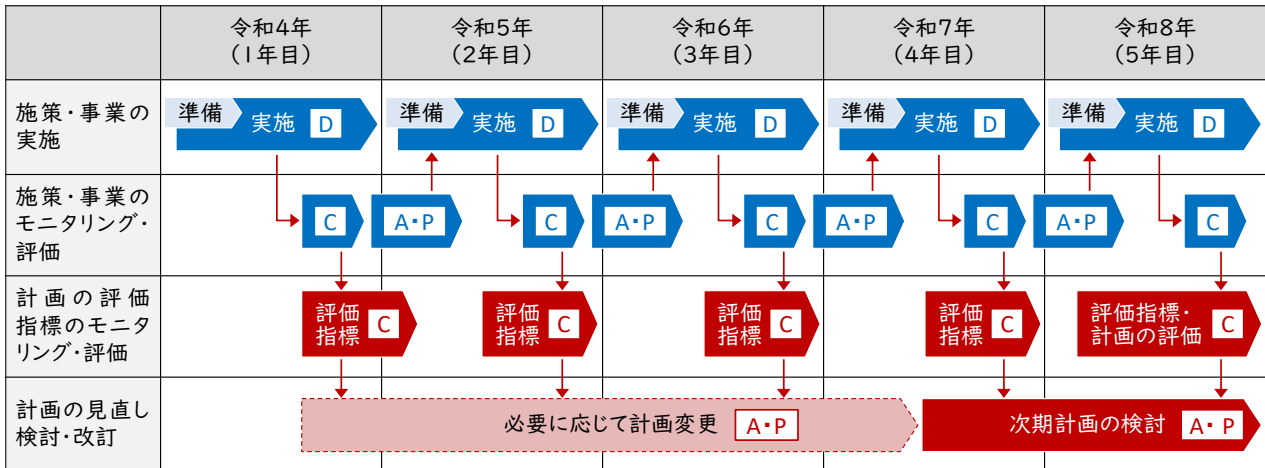 令和4年
(1年目)
令和5年
(2年目)
令和6年
(3年目)
令和7年
(4年目)
令和8年
(5年目)
施策・事業の
実施
準備 実施 D
準備 実施 D
準備 実施 D
準備 実施 D
準備 実施 D
施策・事業の
モニタリング・
評価
C
A・P
C
A・P
C
A・P
C
A・P
C
計画の評価
指標のモニタ
リング・評価
評価
指標 C
評価
指標 C
評価
指標 C
評価
指標 C
評価指標・
計画の評価 C
計画の見直し
検討・改訂
必要に応じて計画変更 A・P
次期計画の検討 A・P